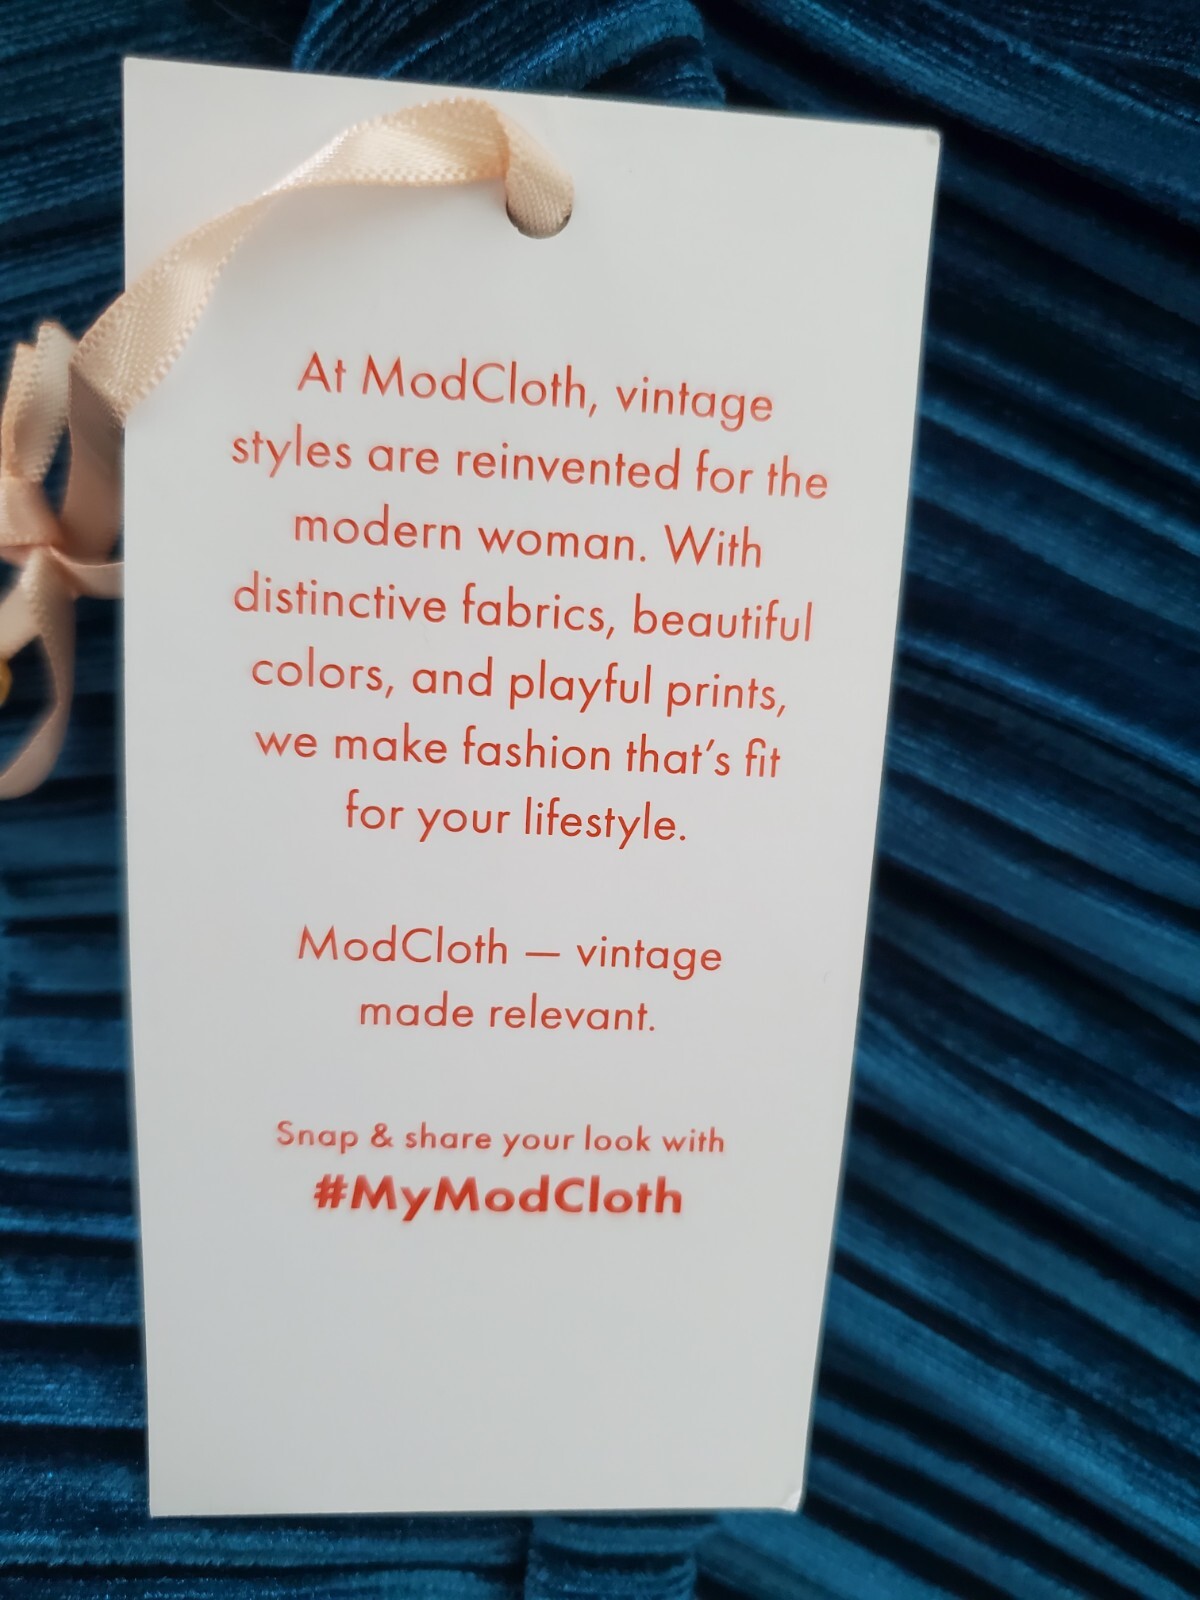 At ModCloth, vintage
styles are reinvented for the
modern woman. With
distinctive fabrics, beautiful
colors, and playful prints,
we make fashion that's fit
for your lifestyle.
ModCloth — vintage
made relevant.
Snap & share your look with
#MyModCloth